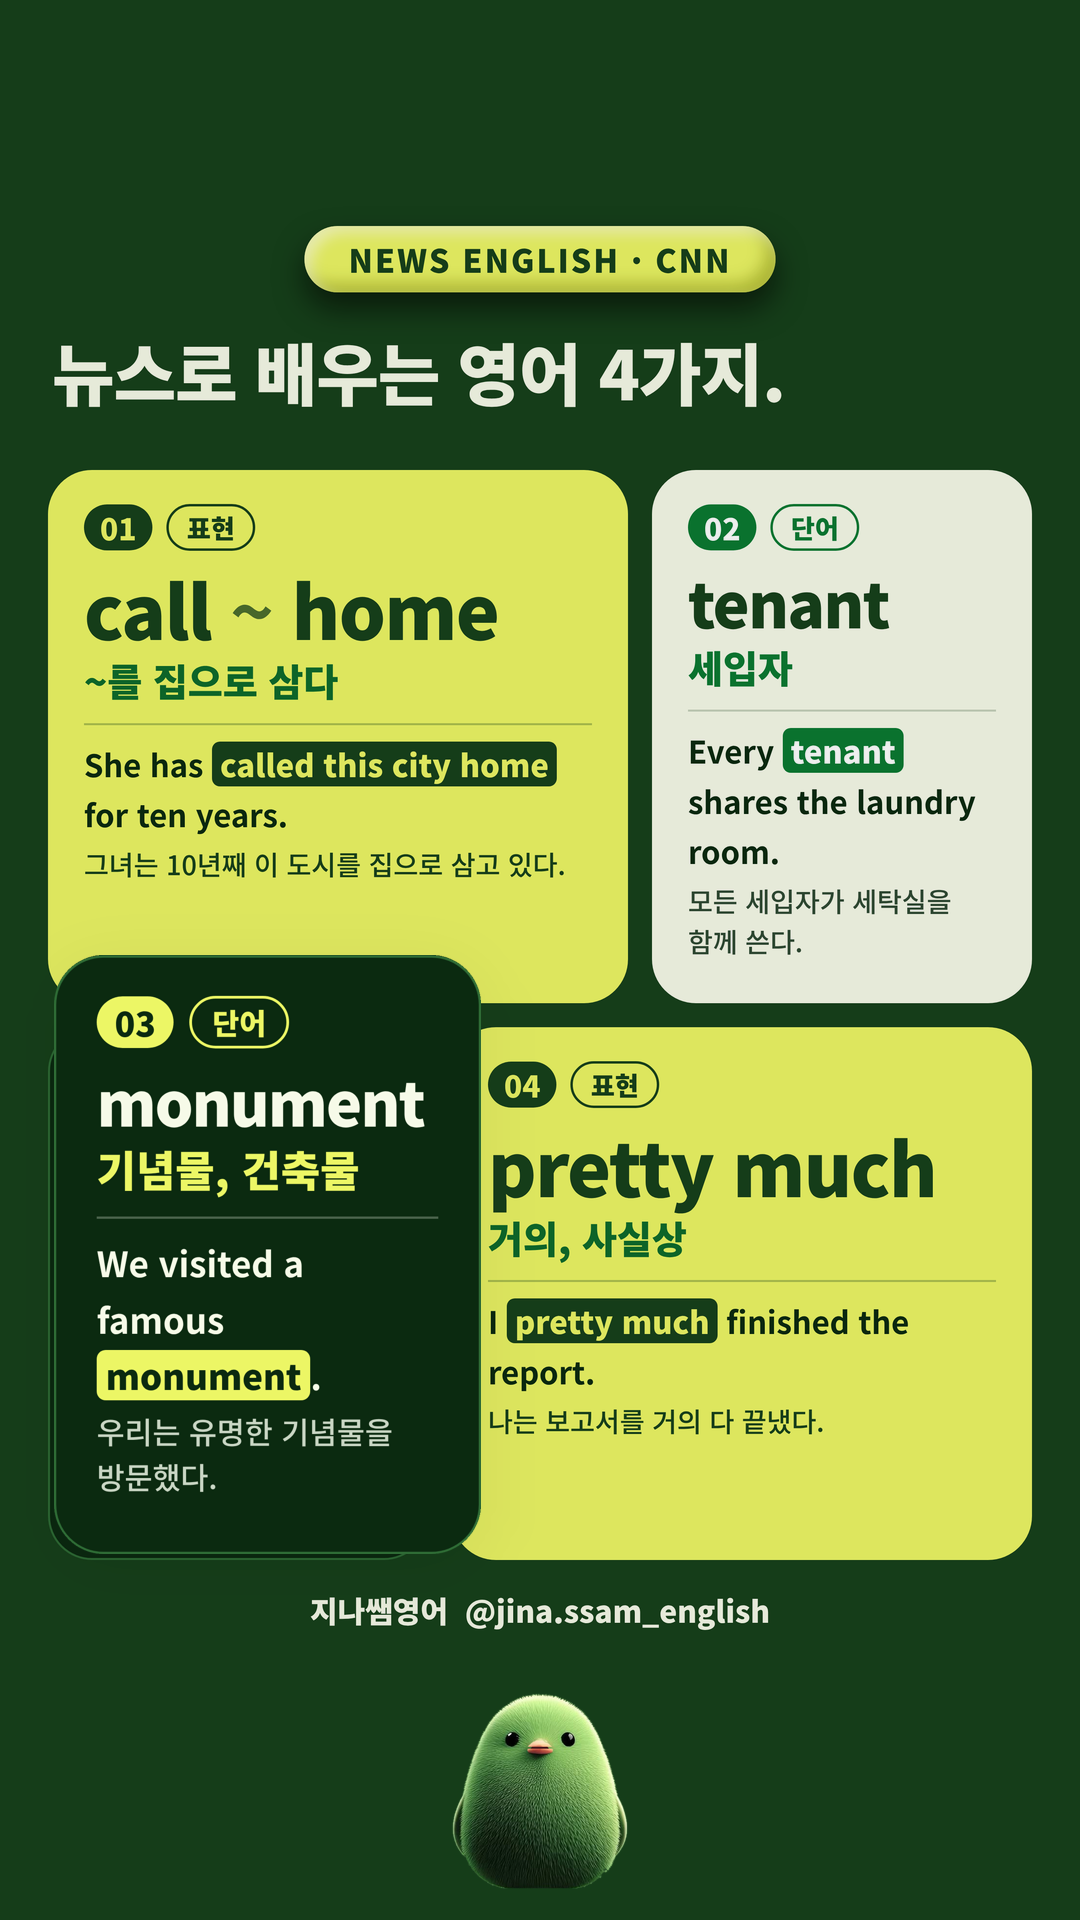 NEWS ENGLISH · CNN
뉴스로 배우는 영어 4가지.
01 표현
call ~ home
~를 집으로 삼다
She has called this city home
for ten years.
그녀는 10년째 이 도시를 집으로 삼고 있다.
02 단어
tenant
세입자
Every tenant
shares the laundry
room.
모든 세입자가 세탁실을
함께 쓴다.
03 단어
monument
기념물, 건축물
We visited a
famous
monument.
우리는 유명한 기념물을
방문했다.
04 표현
pretty much
거의, 사실상
I pretty much finished the
report.
나는 보고서를 거의 다 끝냈다.
지나쌤영어 @jina.ssam_english